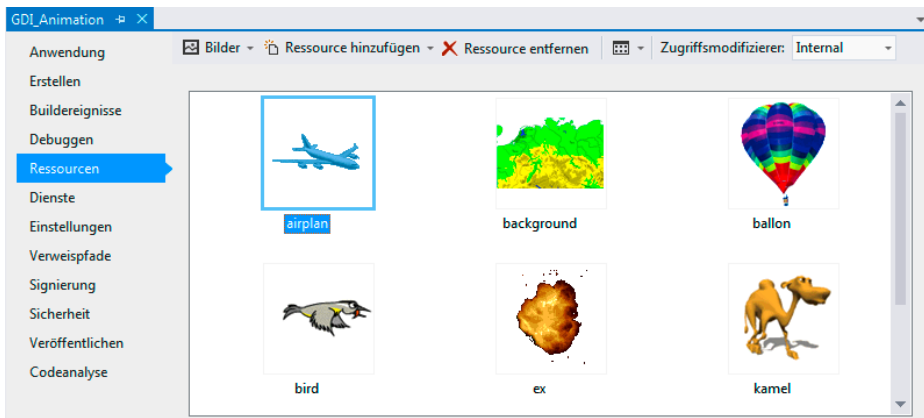 GDI_Animation
Anwendung
Erstellen
Buildereignisse
Debuggen
Ressourcen
Dienste
Einstellungen
Verweispfade
Signierung
Sicherheit
Veröffentlichen
Codeanalyse
Bilder Ressource hinzufügen Ressource entfernen Zugriffsmodifizierer: Internal
airplan background ballon
bird ex kamel